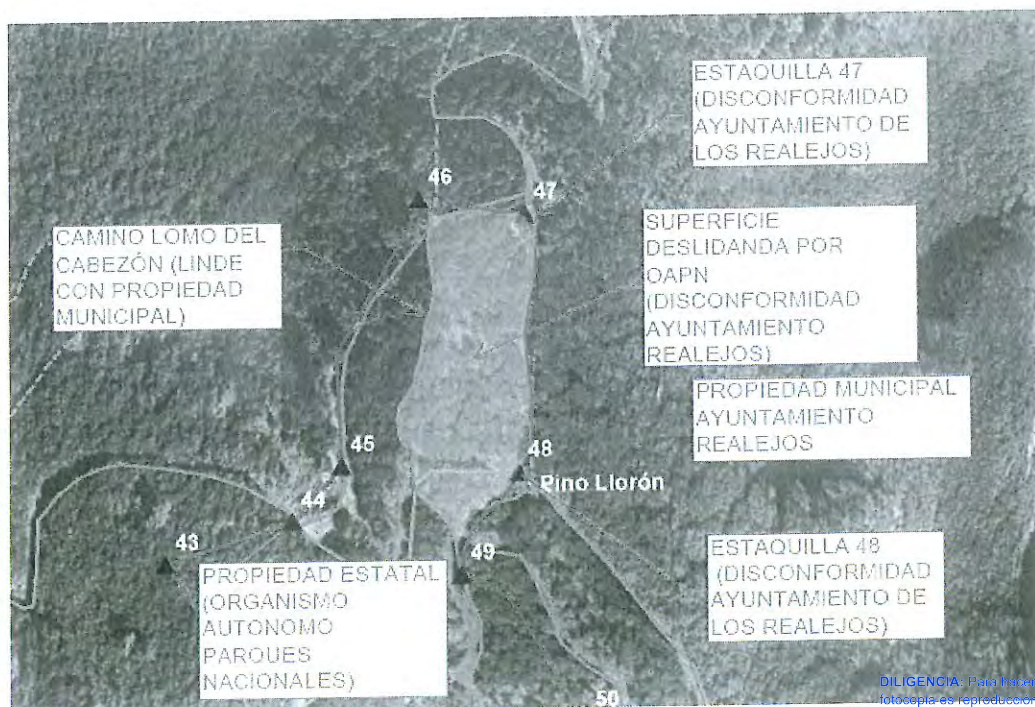 ESTAQUILLA 47
(DISCONFORMIDAD
AYUNTAMIENTO DE
LOS REALEJOS)
46
47
CAMINO LOMO DEL
CABEZÓN (LINDE
CON PROPIEDAD
MUNICIPAL)
SUPERFICIE
DESLIDANDA POR
OAPN
(DISCONFORMIDAD
AYUNTAMIENTO
REALEJOS)
PROPIEDAD MUNICIPAL
AYUNTAMIENTO
REALEJOS
45
48
Pino Llorón
44
43
49
PROPIEDAD ESTATAL
(ORGANISMO
AUTONOMO
PARQUES
NACIONALES)
ESTAQUILLA 48
(DISCONFORMIDAD
AYUNTAMIENTO DE
LOS REALEJOS)
50
DILIGENCIA: Para hacer
fotocopia es reproduccion